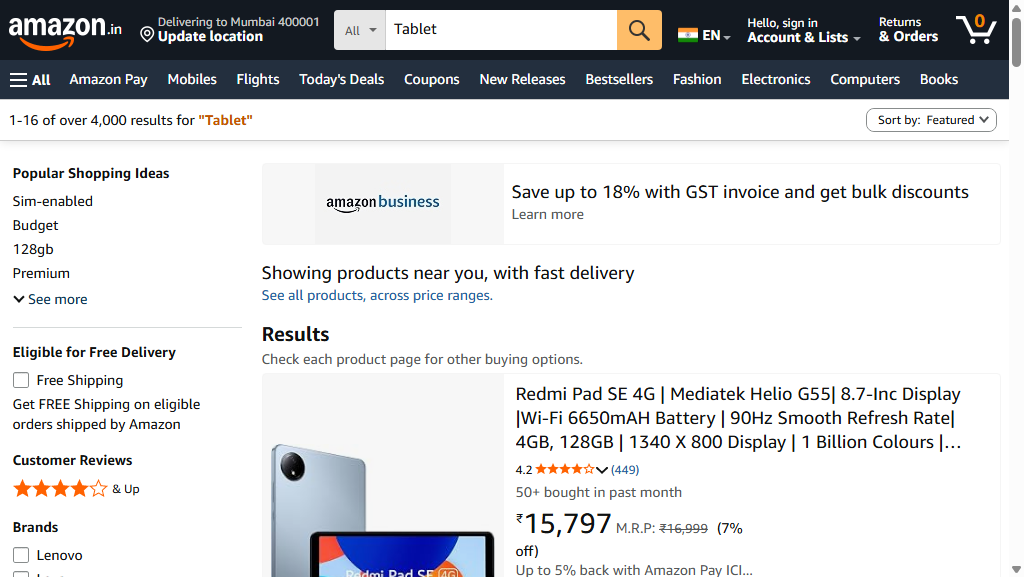 amazon.in
Delivering to Mumbai 400001
Update location
All
Tablet
EN
Hello, sign in
Account & Lists
Returns
& Orders
0
All
Amazon Pay
Mobiles
Flights
Today's Deals
Coupons
New Releases
Bestsellers
Fashion
Electronics
Computers
Books
1-16 of over 4,000 results for "Tablet"
Sort by: Featured
Popular Shopping Ideas
Sim-enabled
Budget
128gb
Premium
See more
Eligible for Free Delivery
Free Shipping
Get FREE Shipping on eligible
orders shipped by Amazon
Customer Reviews
& Up
Brands
Lenovo
amazon business
Save up to 18% with GST invoice and get bulk discounts
Learn more
Showing products near you, with fast delivery
See all products, across price ranges.
Results
Check each product page for other buying options.
Redmi Pad SE 4G
Redmi Pad SE 4G | Mediatek Helio G55| 8.7-Inc Display
|Wi-Fi 6650mAH Battery | 90Hz Smooth Refresh Rate|
4GB, 128GB | 1340 X 800 Display | 1 Billion Colours |…
4.2 (449)
50+ bought in past month
₹15,797 M.R.P: ₹16,999 (7%
off)
Up to 5% back with Amazon Pay ICI…